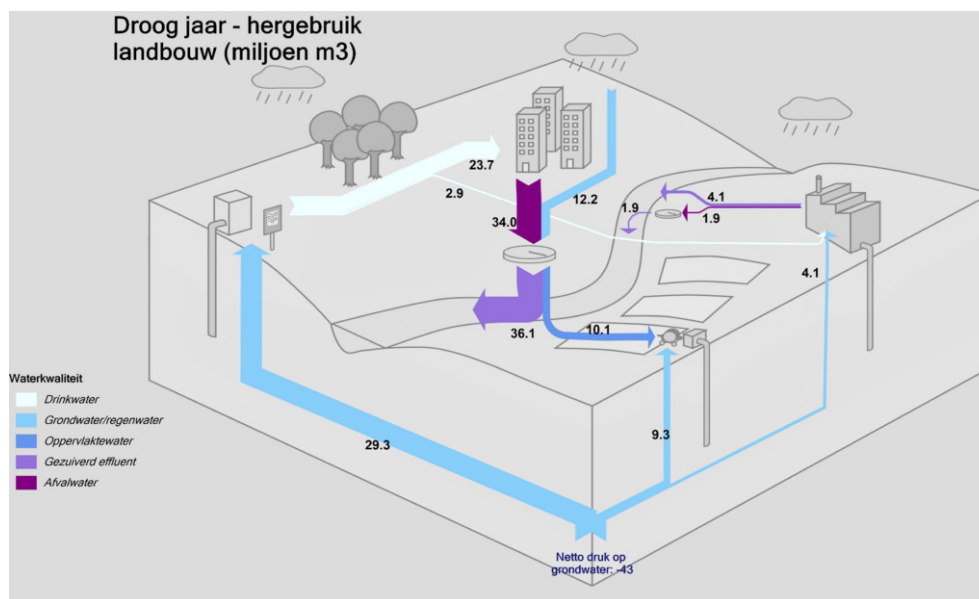 Droog jaar - hergebruik
landbouw (miljoen m3)
23.7
2.9
12.2
34.0
1.9
4.1
1.9
4.1
36.1
10.1
9.3
29.3
Waterkwaliteit
Drinkwater
Grondwater/regenwater
Oppervlaktewater
Gezuiverd effluent
Afvalwater
Netto druk op
grondwater: -43